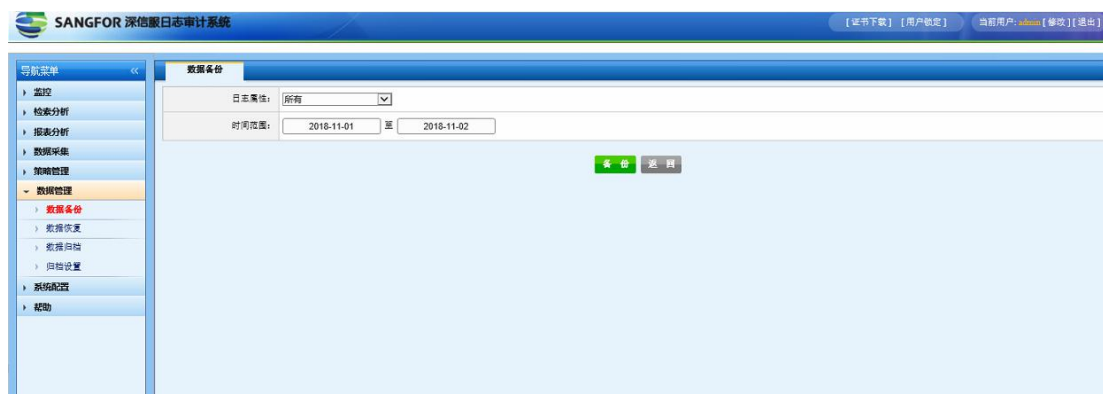 SANGFOR 深信服日志审计系统
[证书下载] [用户锁定] 当前用户:admin[修改][退出]
导航菜单
数据备份
监控
检索分析
报表分析
数据采集
策略管理
数据管理
数据备份
数据恢复
数据归档
归档设置
系统配置
帮助
日志属性: 所有
时间范围: 2018-11-01 至 2018-11-02
备 份 返 回